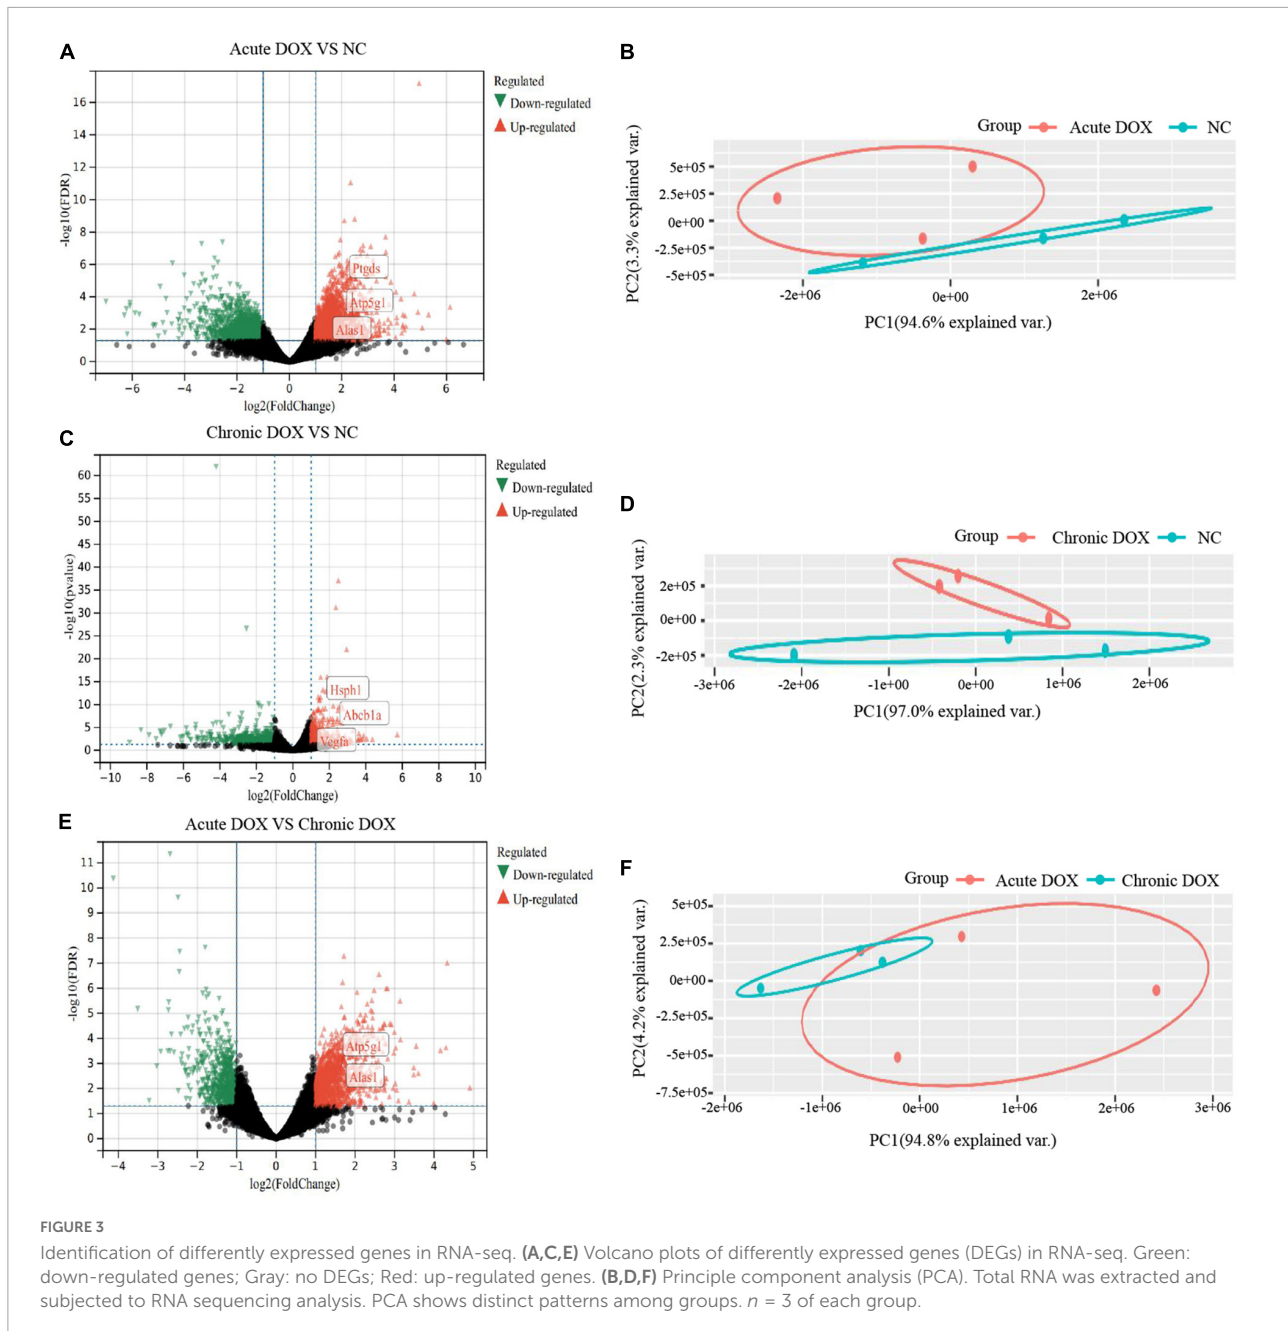 A
Acute DOX VS NC
Regulated
Down-regulated
Up-regulated
-log10(FDR)
16
14
12
10
8
6
4
2
0
Ptgds
Atp5g1
Alas1
−6 −4 −2 0 2 4 6
log2(FoldChange)
B
Group Acute DOX NC
PC2(3.3% explained var.)
5e+05
2.5e+05
0e+00
-2.5e+05
-5e+05
-2e+06 0e+00 2e+06
PC1(94.6% explained var.)
C
Chronic DOX VS NC
Regulated
Down-regulated
Up-regulated
-log10(pvalue)
60
55
50
45
40
35
30
25
20
15
10
5
0
Hsph1
Abcb1a
Vegfa
−10 −8 −6 −4 −2 0 2 4 6 8 10
log2(FoldChange)
D
Group Chronic DOX NC
PC2(2.3% explained var.)
2e+05
0e+00
-2e+05
-3e+06 -2e+06 -1e+00 0e+00 1e+06 2e+06
PC1(97.0% explained var.)
E
Acute DOX VS Chronic DOX
Regulated
Down-regulated
Up-regulated
-log10(FDR)
11
10
9
8
7
6
5
4
3
2
1
0
Atp5g1
Alas1
−4 −3 −2 −1 0 1 2 3 4 5
log2(FoldChange)
F
Group Acute DOX Chronic DOX
PC2(4.2% explained var.)
5e+05
2.5e+05
0e+00
-2.5e+05
-5e+05
-7.5e+05
-2e+06 -1e+06 0e+00 1e+06 2e+06 3e+06
PC1(94.8% explained var.)
FIGURE 3
Identification of differently expressed genes in RNA-seq. (A,C,E) Volcano plots of differently expressed genes (DEGs) in RNA-seq. Green:
down-regulated genes; Gray: no DEGs; Red: up-regulated genes. (B,D,F) Principle component analysis (PCA). Total RNA was extracted and
subjected to RNA sequencing analysis. PCA shows distinct patterns among groups. n = 3 of each group.